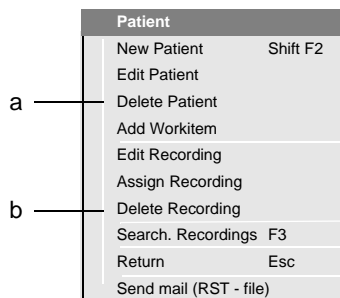 Patient
New Patient Shift F2
Edit Patient
a Delete Patient
Add Workitem
Edit Recording
Assign Recording
b Delete Recording
Search. Recordings F3
Return Esc
Send mail (RST - file)